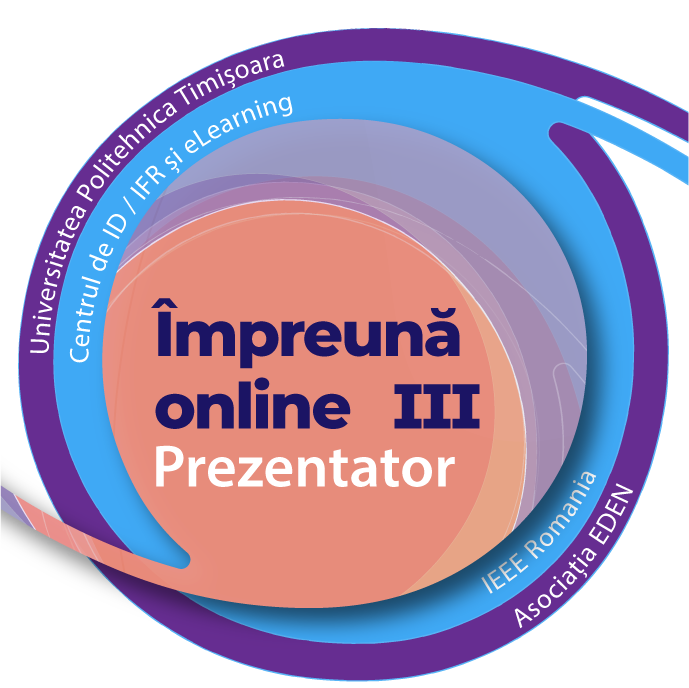 Universitatea Politehnica Timișoara
Centrul de ID / IFR și eLearning
Împreună
online III
Prezentator
IEEE Romania
Asociația EDEN